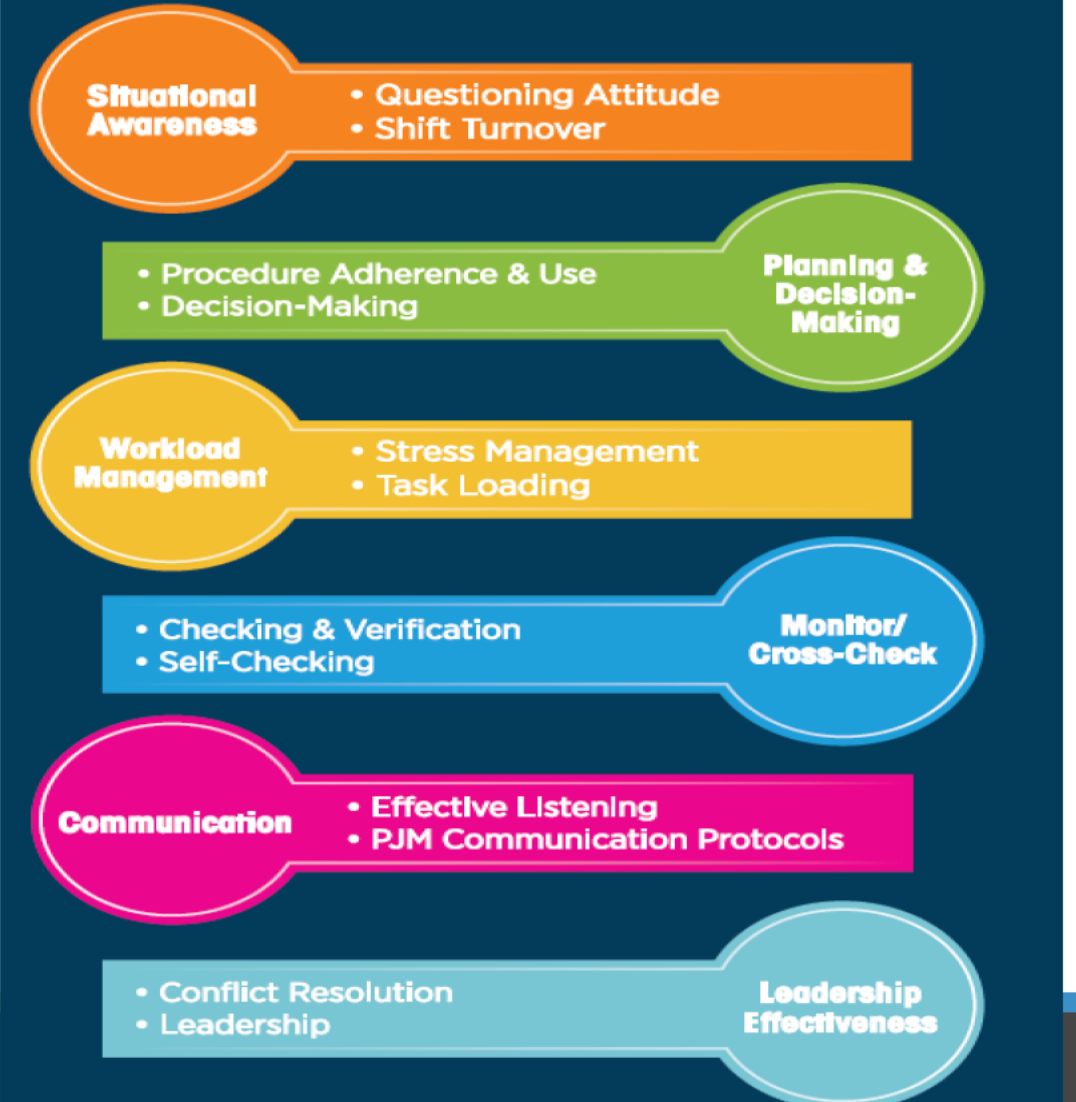 Situational
Awareness
• Questioning Attitude
• Shift Turnover
• Procedure Adherence & Use
• Decision-Making
Planning &
Decision-
Making
Workload
Management
• Stress Management
• Task Loading
• Checking & Verification
• Self-Checking
Monitor/
Cross-Check
Communication
• Effective Listening
• PJM Communication Protocols
• Conflict Resolution
• Leadership
Leadership
Effectiveness